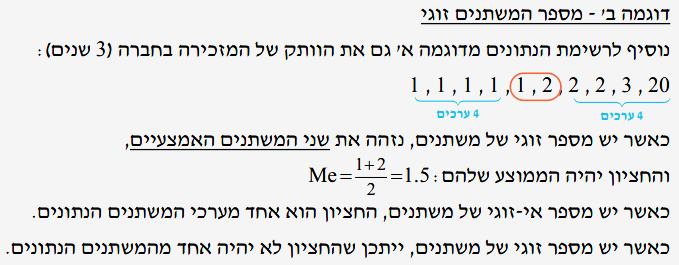 דוגמה ב׳ - מספר המשתנים זוגי
נוסיף לרשימת הנתונים מדוגמה א׳ גם את הוותק של המזכירה בחברה (3 שנים):
1 , 1 , 1 , 1 , 1 , 2 , 2 , 2 , 3 , 20
4 ערכים 4 ערכים
כאשר יש מספר זוגי של משתנים, נזהה את שני המשתנים האמצעיים,
והחציון יהיה הממוצע שלהם: Me = \frac{1+2}{2} = 1.5
כאשר יש מספר אי-זוגי של משתנים, החציון הוא אחד מערכי המשתנים הנתונים.
כאשר יש מספר זוגי של משתנים, ייתכן שהחציון לא יהיה אחד מהמשתנים הנתונים.